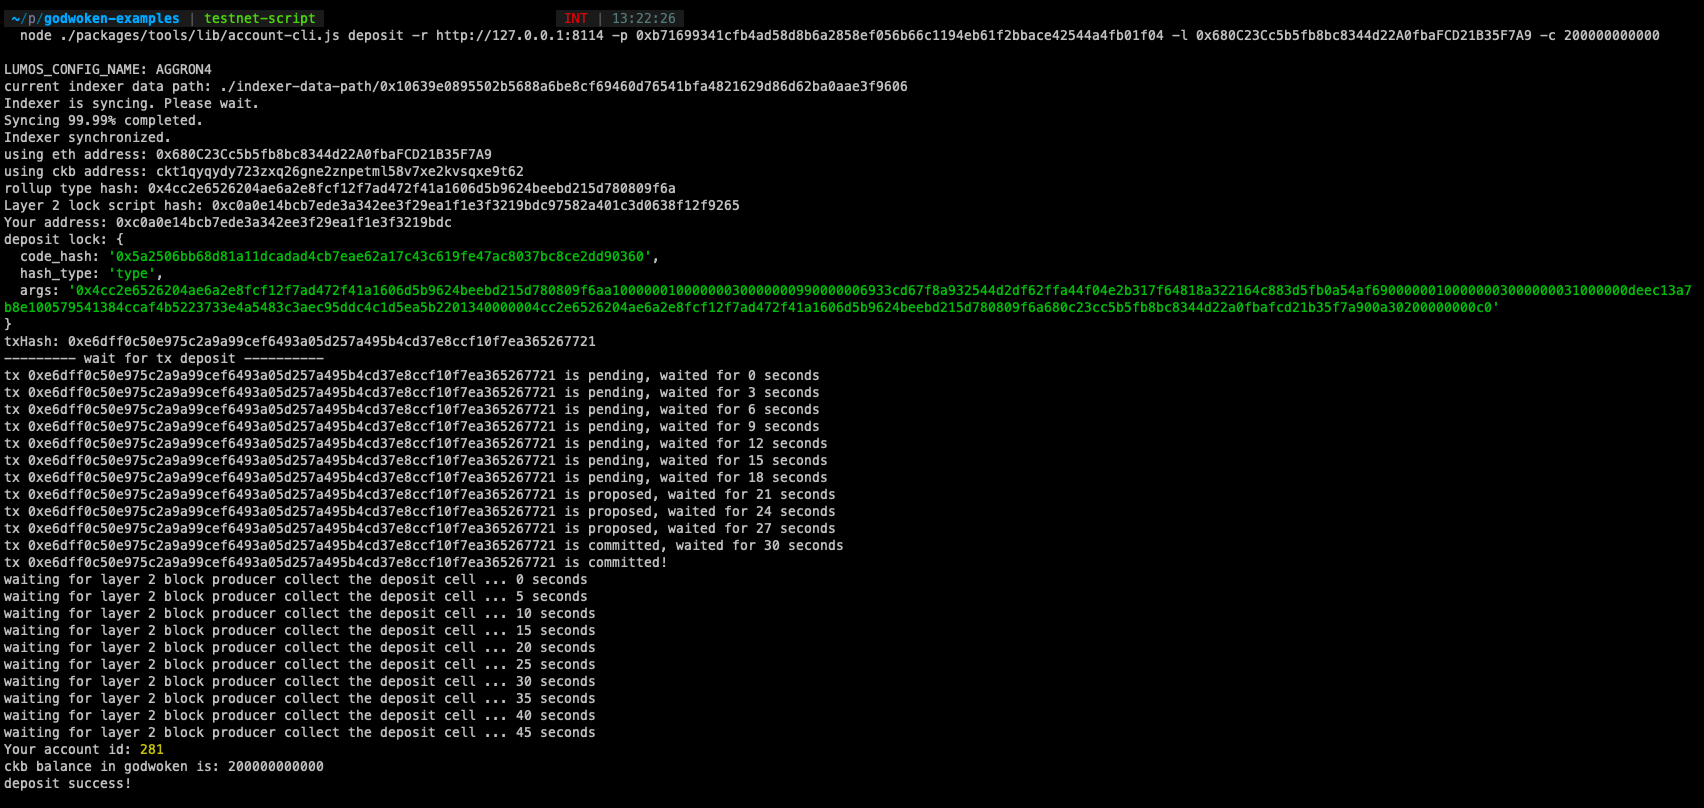 ~/p/godwoken-examples | testnet-script INT | 13:22:26
node ./packages/tools/lib/account-cli.js deposit -r http://127.0.0.1:8114 -p 0xb71699341cfb4ad58d8b6a2858ef056b66c1194eb61f2bbace42544a4fb01f04 -l 0x680C23Cc5b5fb8bc8344d22A0fbaFCD21B35F7A9 -c 200000000000
LUMOS_CONFIG_NAME: AGGRON4
current indexer data path: ./indexer-data-path/0x10639e0895502b5688a6be8cf69460d76541bfa4821629d86d62ba0aae3f9606
Indexer is syncing. Please wait.
Syncing 99.99% completed.
Indexer synchronized.
using eth address: 0x680C23Cc5b5fb8bc8344d22A0fbaFCD21B35F7A9
using ckb address: ckt1qyqydy723zxq26gne2znpetml58v7xe2kvsqxe9t62
rollup type hash: 0x4cc2e6526204ae6a2e8fcf12f7ad472f41a1606d5b9624beebd215d780809f6a
Layer 2 lock script hash: 0xc0a0e14bcb7ede3a342ee3f29ea1f1e3f3219bdc97582a401c3d0638f12f9265
Your address: 0xc0a0e14bcb7ede3a342ee3f29ea1f1e3f3219bdc
deposit lock: {
code_hash: '0x5a2506bb68d81a11dcadad4cb7eae62a17c43c619fe47ac8037bc8ce2dd90360',
hash_type: 'type',
args: '0x4cc2e6526204ae6a2e8fcf12f7ad472f41a1606d5b9624beebd215d780809f6aa10000001000000030000000990000006933cd67f8a932544d2df62ffa44f04e2b317f64818a322164c883d5fb0a54af690000000100000003000000031000000deec13a7
b8e100579541384ccaf4b5223733e4a5483c3aec95ddc4c1d5ea5b2201340000004cc2e6526204ae6a2e8fcf12f7ad472f41a1606d5b9624beebd215d780809f6a680c23cc5b5fb8bc8344d22a0fbafcd21b35f7a900a30200000000c0'
}
txHash: 0xe6dff0c50e975c2a9a99cef6493a05d257a495b4cd37e8ccf10f7ea365267721
--------- wait for tx deposit ----------
tx 0xe6dff0c50e975c2a9a99cef6493a05d257a495b4cd37e8ccf10f7ea365267721 is pending, waited for 0 seconds
tx 0xe6dff0c50e975c2a9a99cef6493a05d257a495b4cd37e8ccf10f7ea365267721 is pending, waited for 3 seconds
tx 0xe6dff0c50e975c2a9a99cef6493a05d257a495b4cd37e8ccf10f7ea365267721 is pending, waited for 6 seconds
tx 0xe6dff0c50e975c2a9a99cef6493a05d257a495b4cd37e8ccf10f7ea365267721 is pending, waited for 9 seconds
tx 0xe6dff0c50e975c2a9a99cef6493a05d257a495b4cd37e8ccf10f7ea365267721 is pending, waited for 12 seconds
tx 0xe6dff0c50e975c2a9a99cef6493a05d257a495b4cd37e8ccf10f7ea365267721 is pending, waited for 15 seconds
tx 0xe6dff0c50e975c2a9a99cef6493a05d257a495b4cd37e8ccf10f7ea365267721 is pending, waited for 18 seconds
tx 0xe6dff0c50e975c2a9a99cef6493a05d257a495b4cd37e8ccf10f7ea365267721 is proposed, waited for 21 seconds
tx 0xe6dff0c50e975c2a9a99cef6493a05d257a495b4cd37e8ccf10f7ea365267721 is proposed, waited for 24 seconds
tx 0xe6dff0c50e975c2a9a99cef6493a05d257a495b4cd37e8ccf10f7ea365267721 is proposed, waited for 27 seconds
tx 0xe6dff0c50e975c2a9a99cef6493a05d257a495b4cd37e8ccf10f7ea365267721 is committed, waited for 30 seconds
tx 0xe6dff0c50e975c2a9a99cef6493a05d257a495b4cd37e8ccf10f7ea365267721 is committed!
waiting for layer 2 block producer collect the deposit cell ... 0 seconds
waiting for layer 2 block producer collect the deposit cell ... 5 seconds
waiting for layer 2 block producer collect the deposit cell ... 10 seconds
waiting for layer 2 block producer collect the deposit cell ... 15 seconds
waiting for layer 2 block producer collect the deposit cell ... 20 seconds
waiting for layer 2 block producer collect the deposit cell ... 25 seconds
waiting for layer 2 block producer collect the deposit cell ... 30 seconds
waiting for layer 2 block producer collect the deposit cell ... 35 seconds
waiting for layer 2 block producer collect the deposit cell ... 40 seconds
waiting for layer 2 block producer collect the deposit cell ... 45 seconds
Your account id: 281
ckb balance in godwoken is: 200000000000
deposit success!